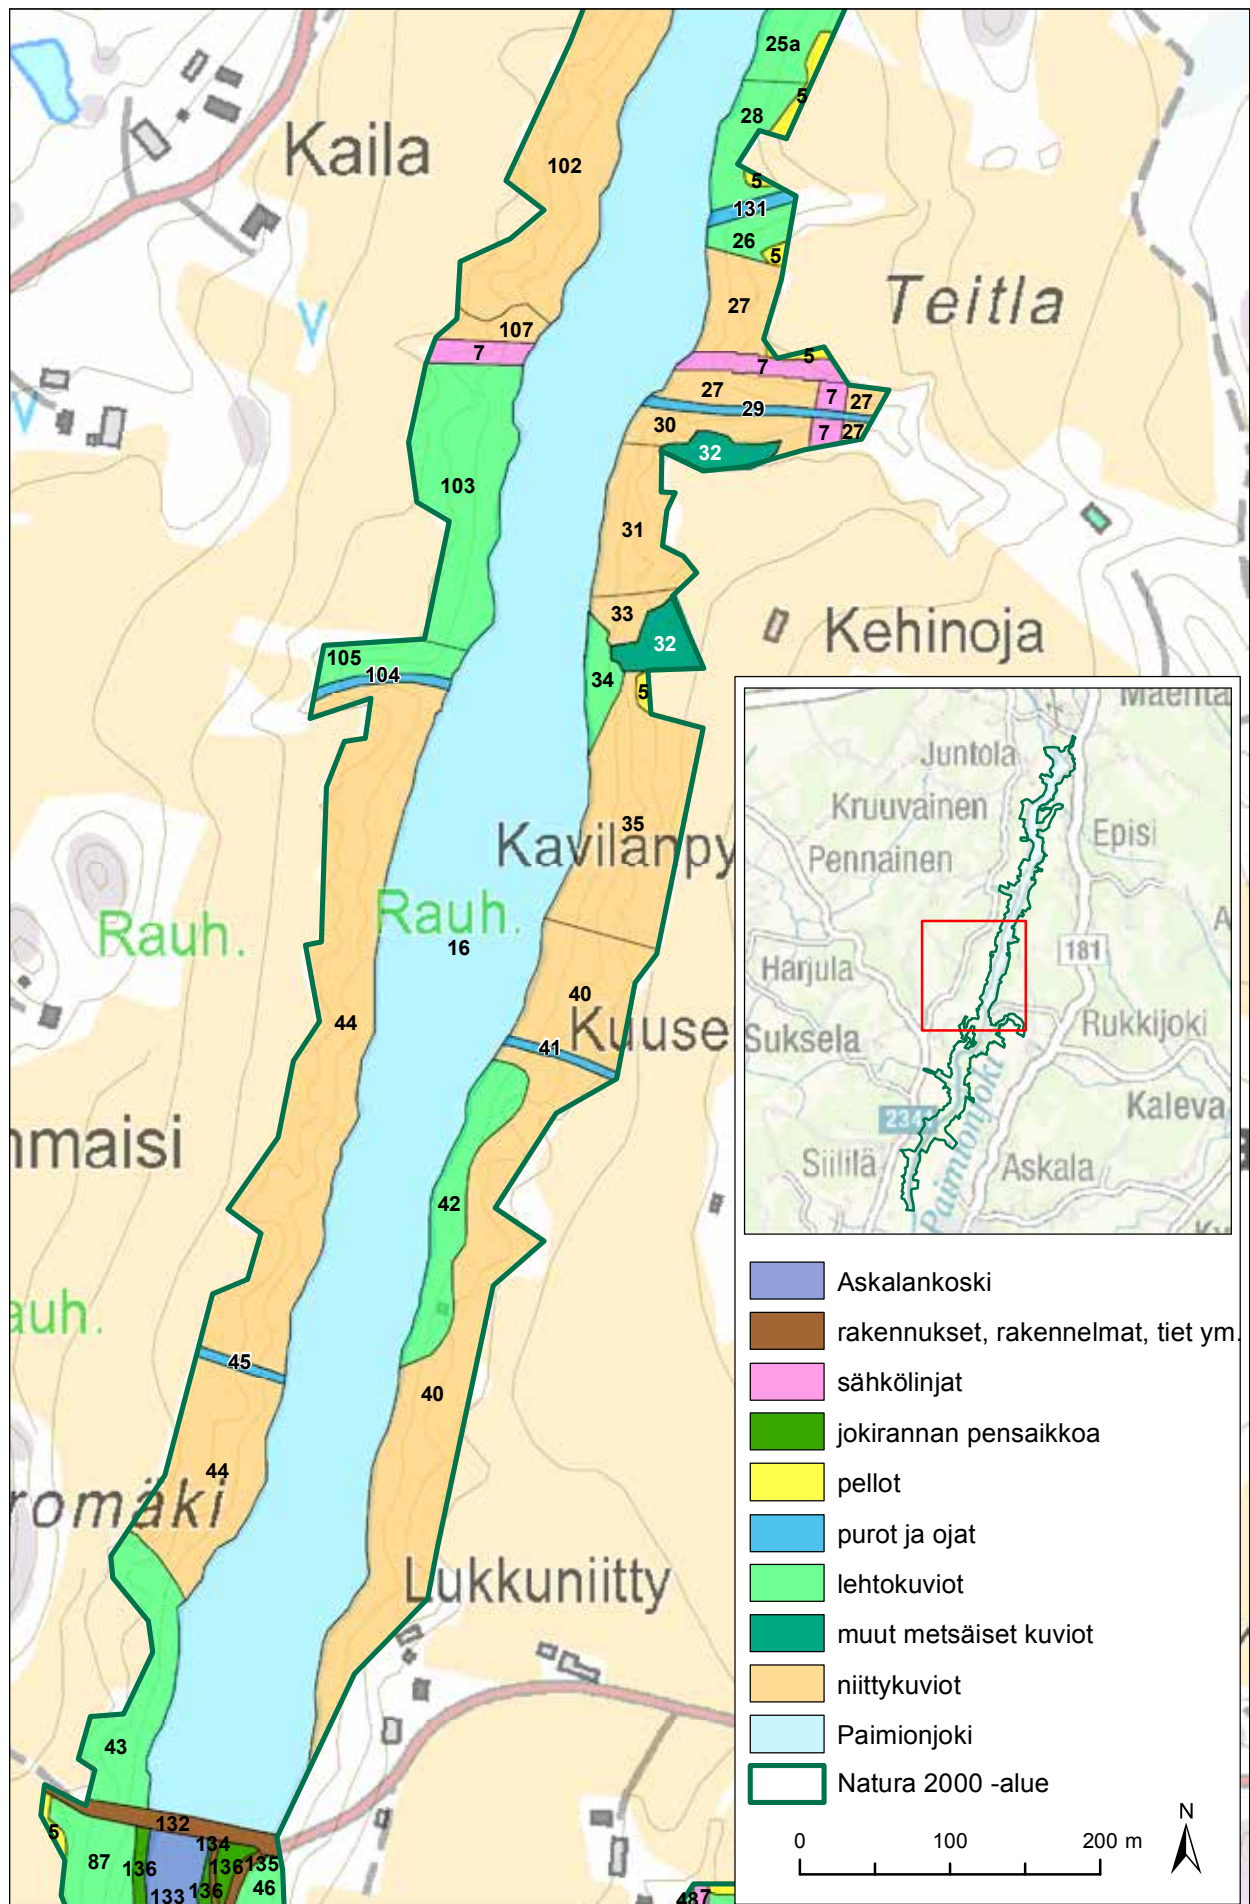 25a
5
28
Kaila
102
5
131
26
5
Teitla
27
107
7
5
7
27
7
27
29
30
7
27
32
103
31
33
Kehinoja
32
105
104
34
5
35
Kavilanpy
Rauh.
Rauh.
16
40
44
Kuuse
41
nmaisi
42
auh.
45
40
44
romäki
Lukkuniitty
43
132
5
134
87
136
136
135
133
136
46
48
7
Mäenta
Juntola
Kruuvainen
Episi
Pennainen
A
181
Harjula
Suksela
Rukkijoki
Kaleva
234
Siililä
Paimionjoki
Askala
Askalankoski
rakennukset, rakennelmat, tiet ym.
sähkölinjat
jokirannan pensaikkoa
pellot
purot ja ojat
lehtokuviot
muut metsäiset kuviot
niittykuviot
Paimionjoki
Natura 2000 -alue
N
0 100 200 m